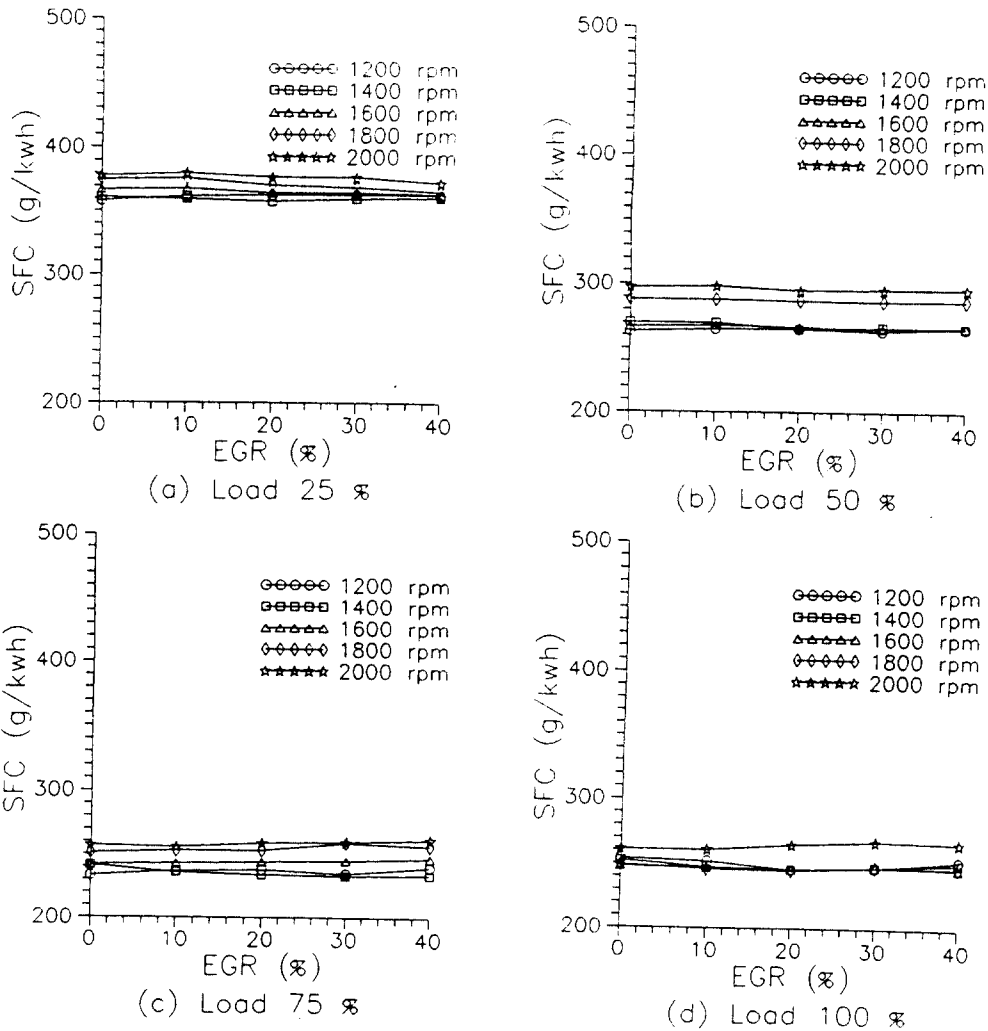 500
400
300
200
SFC (g/kwh)
1200 rpm
1400 rpm
1600 rpm
1800 rpm
2000 rpm
0 10 20 30 40
EGR (%)
(a) Load 25 %
500
400
300
200
SFC (g/kwh)
1200 rpm
1400 rpm
1600 rpm
1800 rpm
2000 rpm
0 10 20 30 40
EGR (%)
(b) Load 50 %
500
400
300
200
SFC (g/kwh)
1200 rpm
1400 rpm
1600 rpm
1800 rpm
2000 rpm
0 10 20 30 40
EGR (%)
(c) Load 75 %
500
400
300
200
SFC (g/kwh)
1200 rpm
1400 rpm
1600 rpm
1800 rpm
2000 rpm
0 10 20 30 40
EGR (%)
(d) Load 100 %